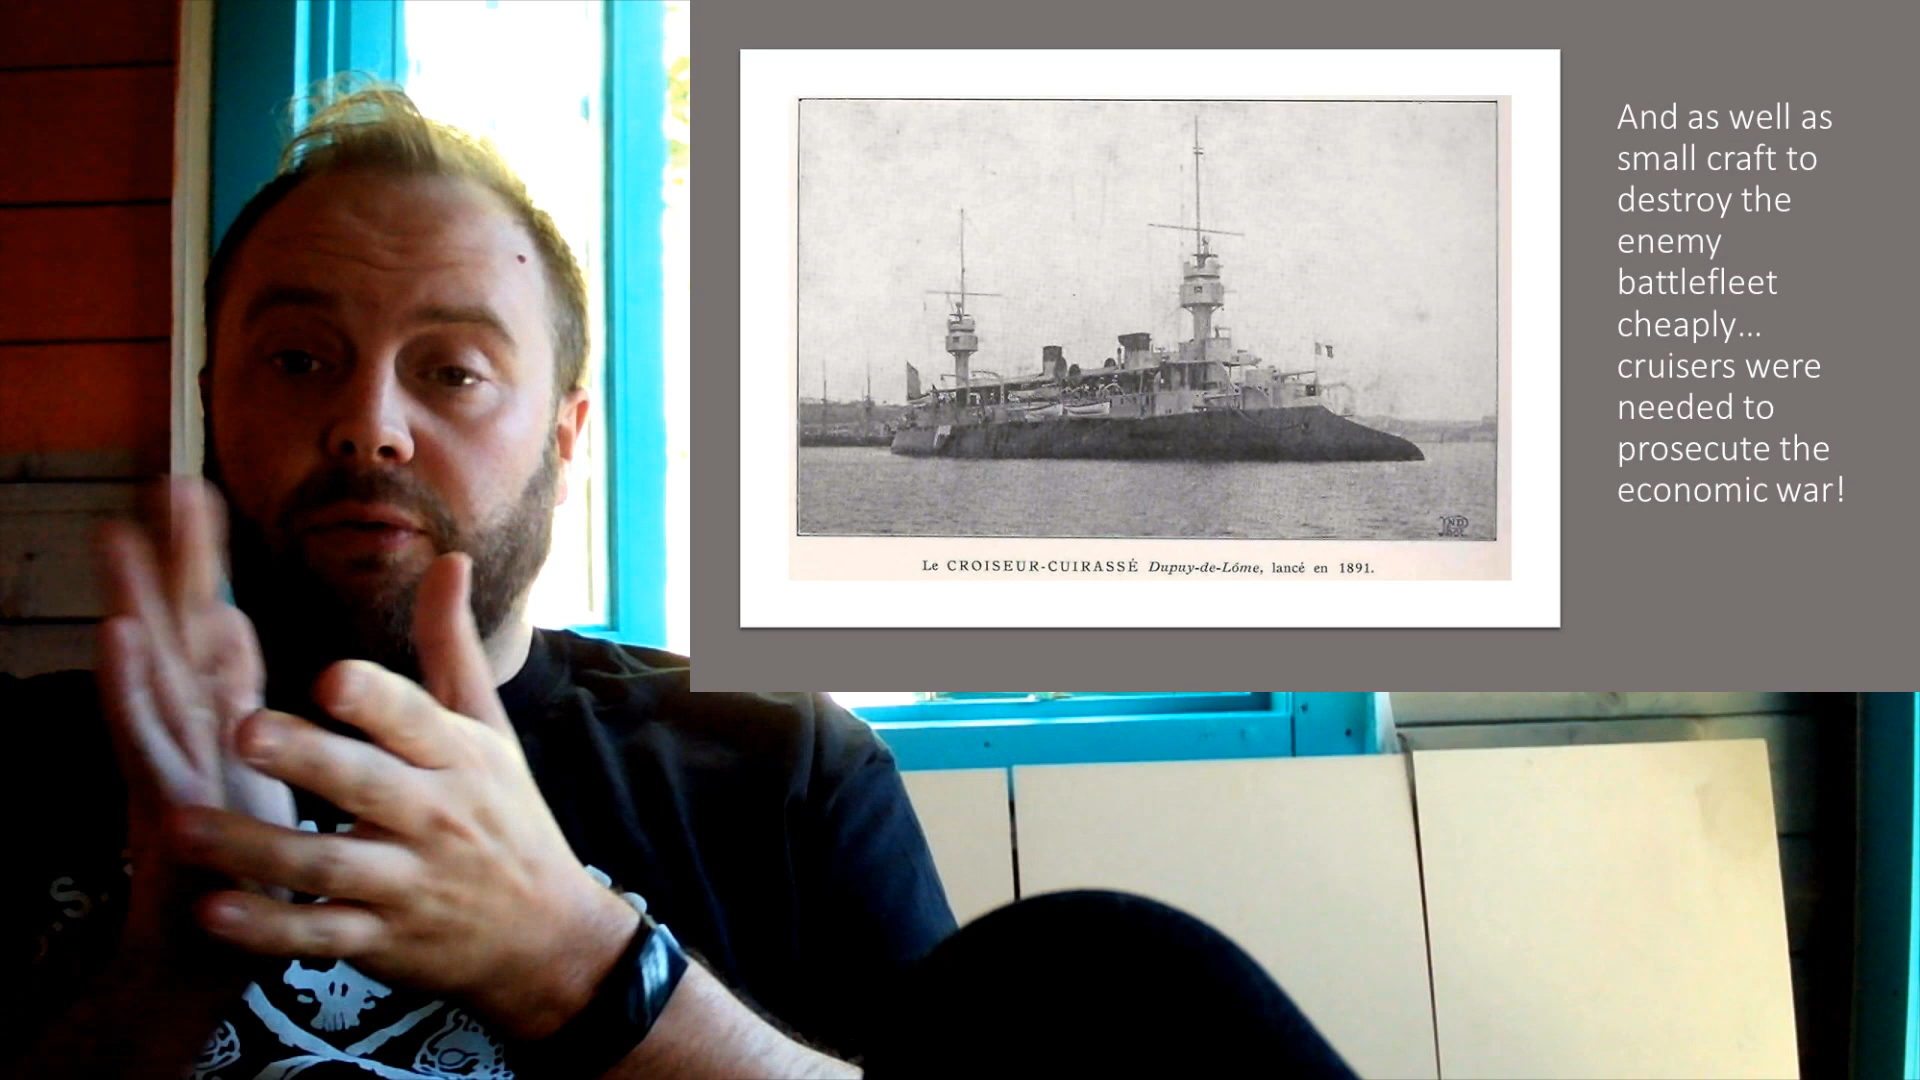 And as well as
small craft to
destroy the
enemy
battlefleet
cheaply...
cruisers were
needed to
prosecute the
economic war!
Le CROISEUR-CUIRASSÉ Dupuy-de-Lôme, lancé en 1891.